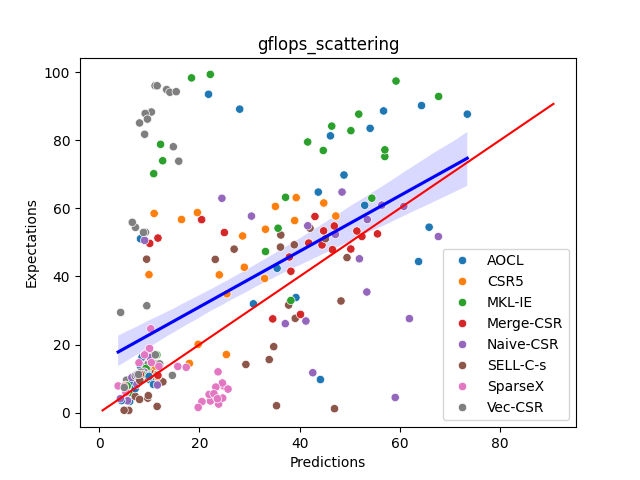 gflops_scattering
100
80
60
40
20
0
Expectations
AOCL
CSR5
MKL-IE
Merge-CSR
Naive-CSR
SELL-C-s
SparseX
Vec-CSR
0 20 40 60 80
Predictions